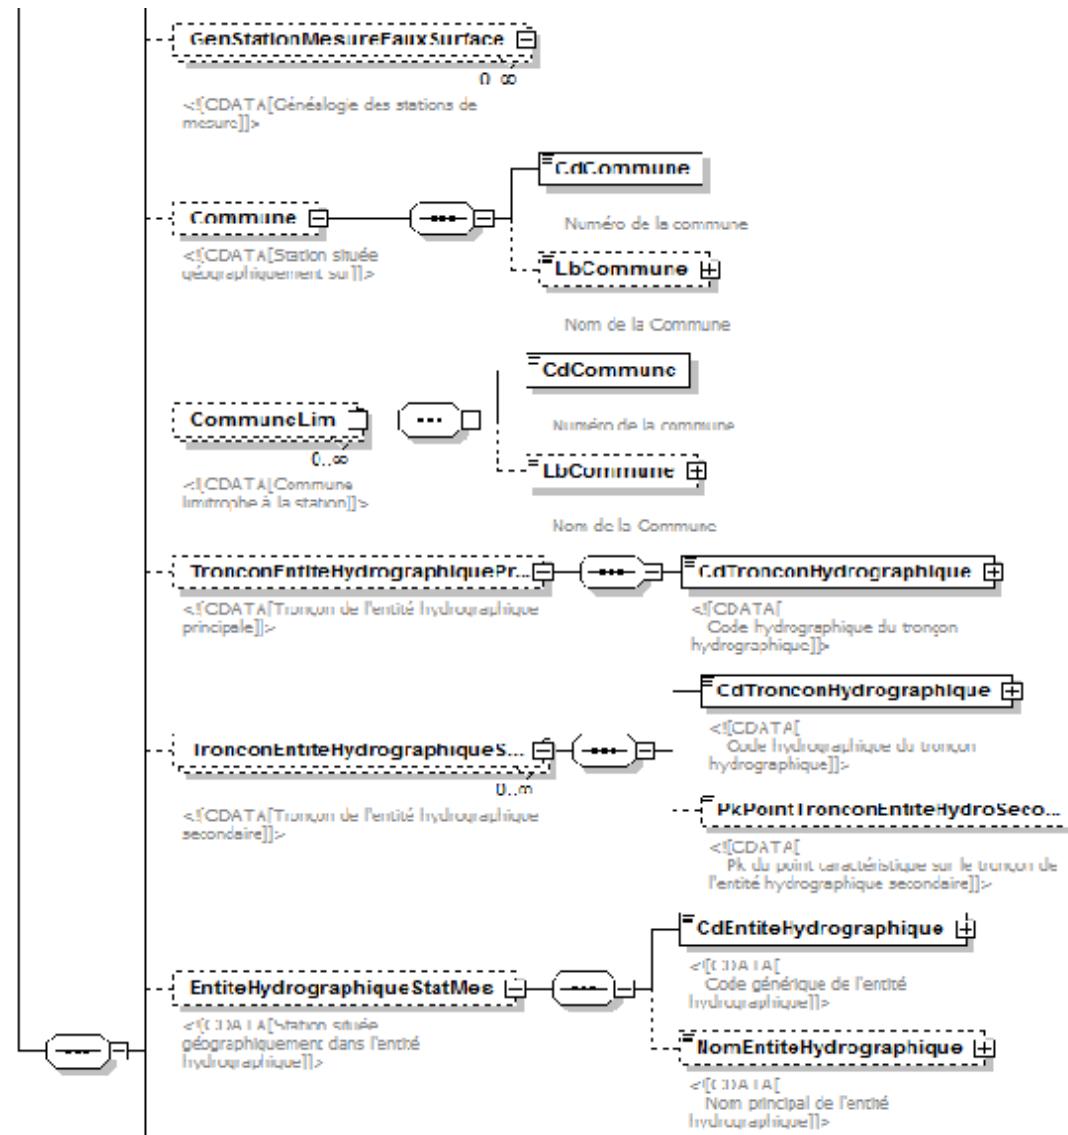 GenStationMesureEauxSurface
0..∞
<![CDATA[Généalogie des stations de
mesure]]>
CdCommune
Numéro de la commune
Commune
<![CDATA[Station située
géographiquement sur]]>
LbCommune
Nom de la Commune
CdCommune
Numéro de la commune
CommuneLim
0..∞
<![CDATA[Commune
limitrophe à la station]]>
LbCommune
Nom de la Commune
TronconEntiteHydrographiquePr...
<![CDATA[Tronçon de l'entité hydrographique
principale]]>
CdTronconHydrographique
<![CDATA[
Code hydrographique du tronçon
hydrographique]]>
CdTronconHydrographique
<![CDATA[
Code hydrographique du tronçon
hydrographique]]>
TronconEntiteHydrographiqueS...
0..∞
<![CDATA[Tronçon de l'entité hydrographique
secondaire]]>
PkPointTronconEntiteHydroSeco...
<![CDATA[
Pk du point caractéristique sur le tronçon de
l'entité hydrographique secondaire]]>
CdEntiteHydrographique
<![CDATA[
Code générique de l'entité
hydrographique]]>
EntiteHydrographiqueStatMes
<![CDATA[Station située
géographiquement dans l'entité
hydrographique]]>
NomEntiteHydrographique
<![CDATA[
Nom principal de l'entité
hydrographique]]>